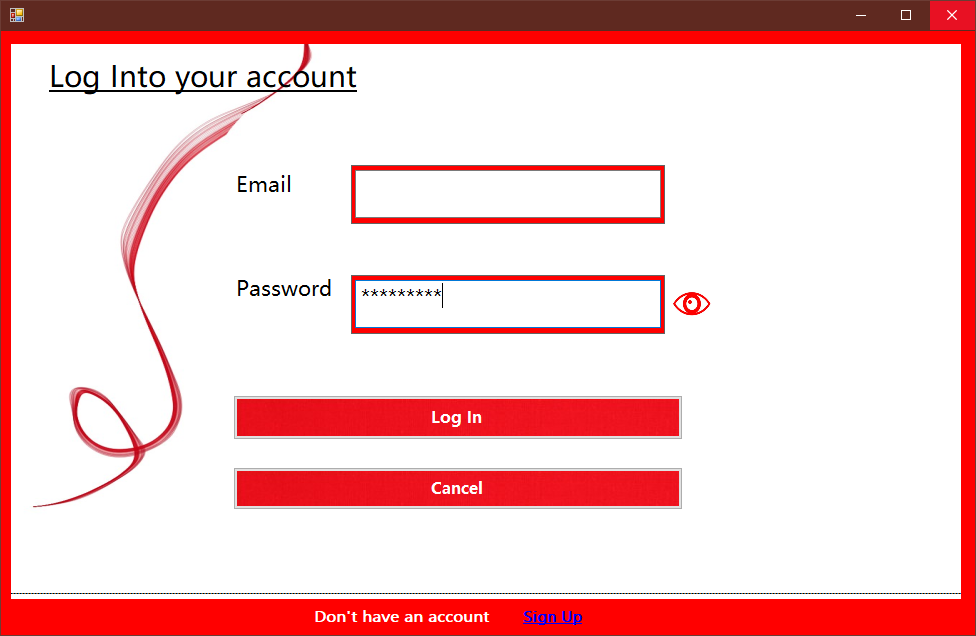 Log Into your account
Email
Password
*********
Log In
Cancel
Don't have an account Sign Up